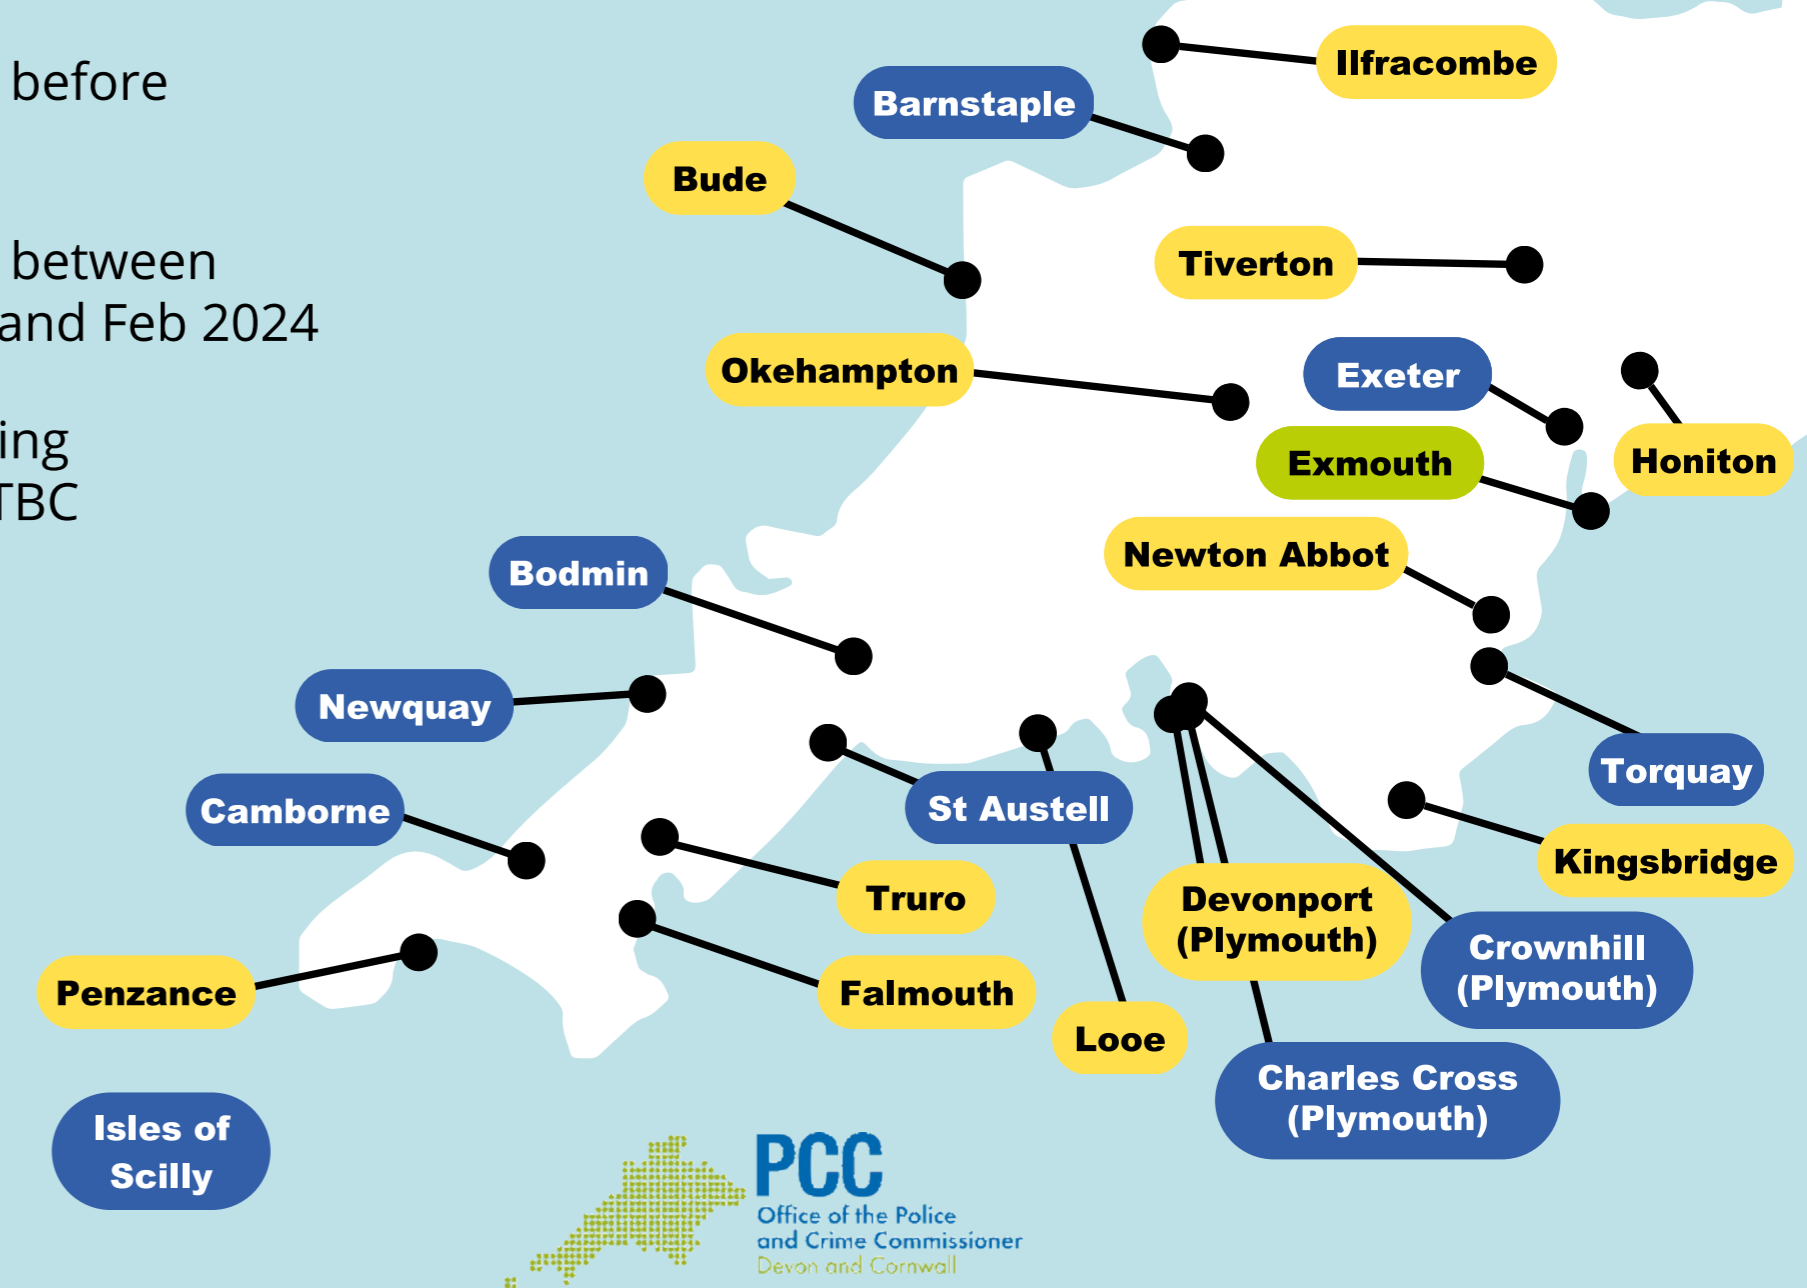 before
between
and Feb 2024
ing
TBC
Ilfracombe
Barnstaple
Bude
Tiverton
Okehampton
Exeter
Honiton
Exmouth
Newton Abbot
Bodmin
Newquay
Torquay
Camborne
St Austell
Kingsbridge
Truro
Devonport
(Plymouth)
Crownhill
(Plymouth)
Penzance
Falmouth
Looe
Charles Cross
(Plymouth)
Isles of
Scilly
PCC
Office of the Police
and Crime Commissioner
Devon and Cornwall